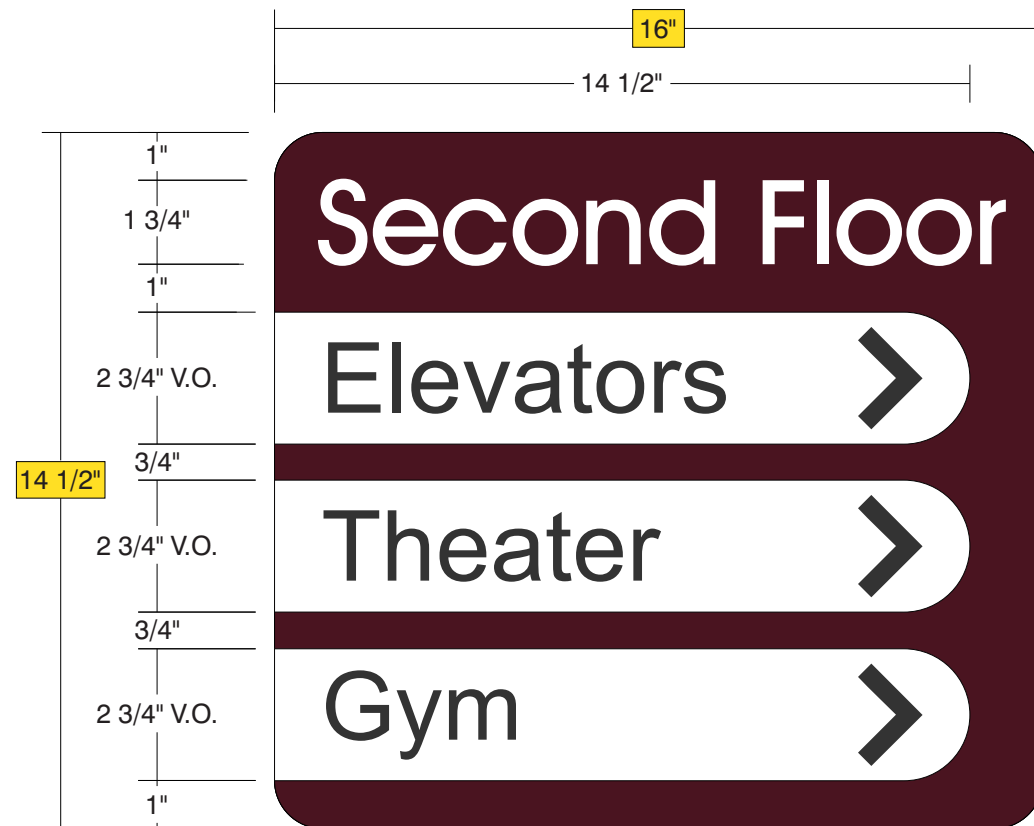 16"
14 1/2"
1"
1 3/4"
1"
2 3/4" V.O.
3/4"
14 1/2"
2 3/4" V.O.
3/4"
2 3/4" V.O.
1"
Second Floor
Elevators
Theater
Gym